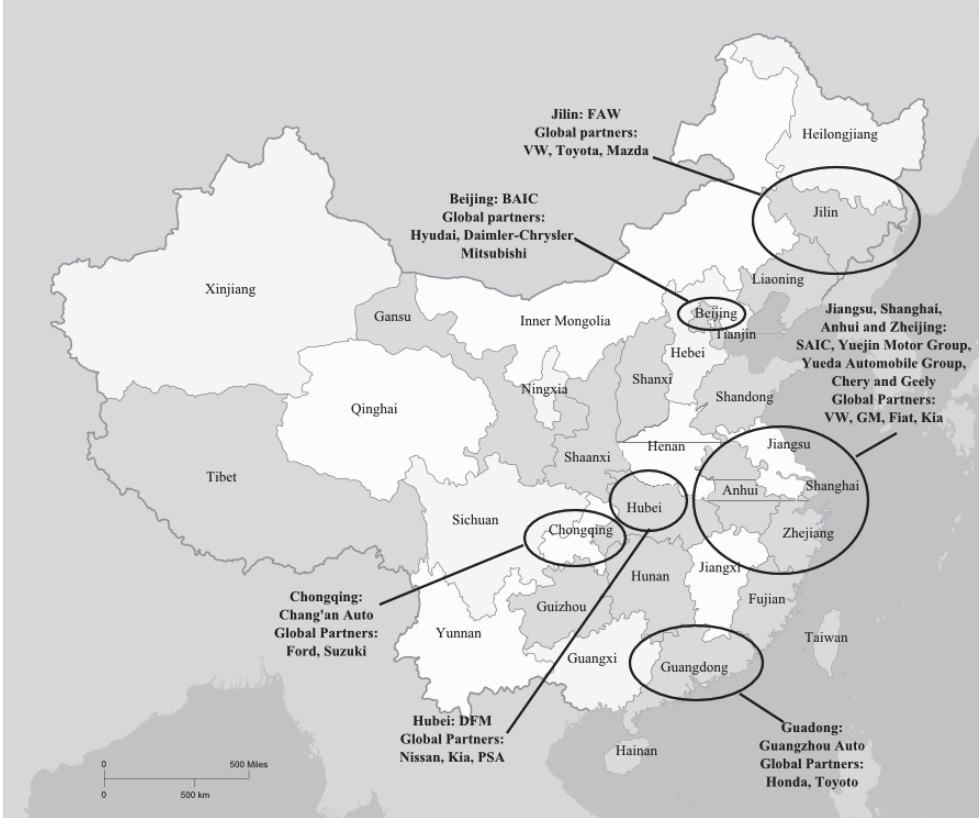 Jilin: FAW
Global partners:
VW, Toyota, Mazda
Heilongjiang
Jilin
Beijing: BAIC
Global partners:
Hyudai, Daimler-Chrysler
Mitsubishi
Liaoning
Xinjiang
Gansu
Inner Mongolia
Beijing
Tianjin
Jiangsu, Shanghai,
Anhui and Zheijing:
SAIC, Yuejin Motor Group,
Yueda Automobile Group,
Chery and Geely
Global Partners:
VW, GM, Fiat, Kia
Hebei
Ningxia
Shanxi
Shandong
Qinghai
Henan
Jiangsu
Shaanxi
Tibet
Anhui
Shanghai
Hubei
Sichuan
Chongqing
Zhejiang
Jiangxi
Hunan
Chongqing:
Chang'an Auto
Global Partners:
Ford, Suzuki
Guizhou
Fujian
Yunnan
Taiwan
Guangxi
Guangdong
Hubei: DFM
Global Partners:
Nissan, Kia, PSA
Guadong:
Guangzhou Auto
Global Partners:
Honda, Toyoto
Hainan
0 500 Miles
0 500 km